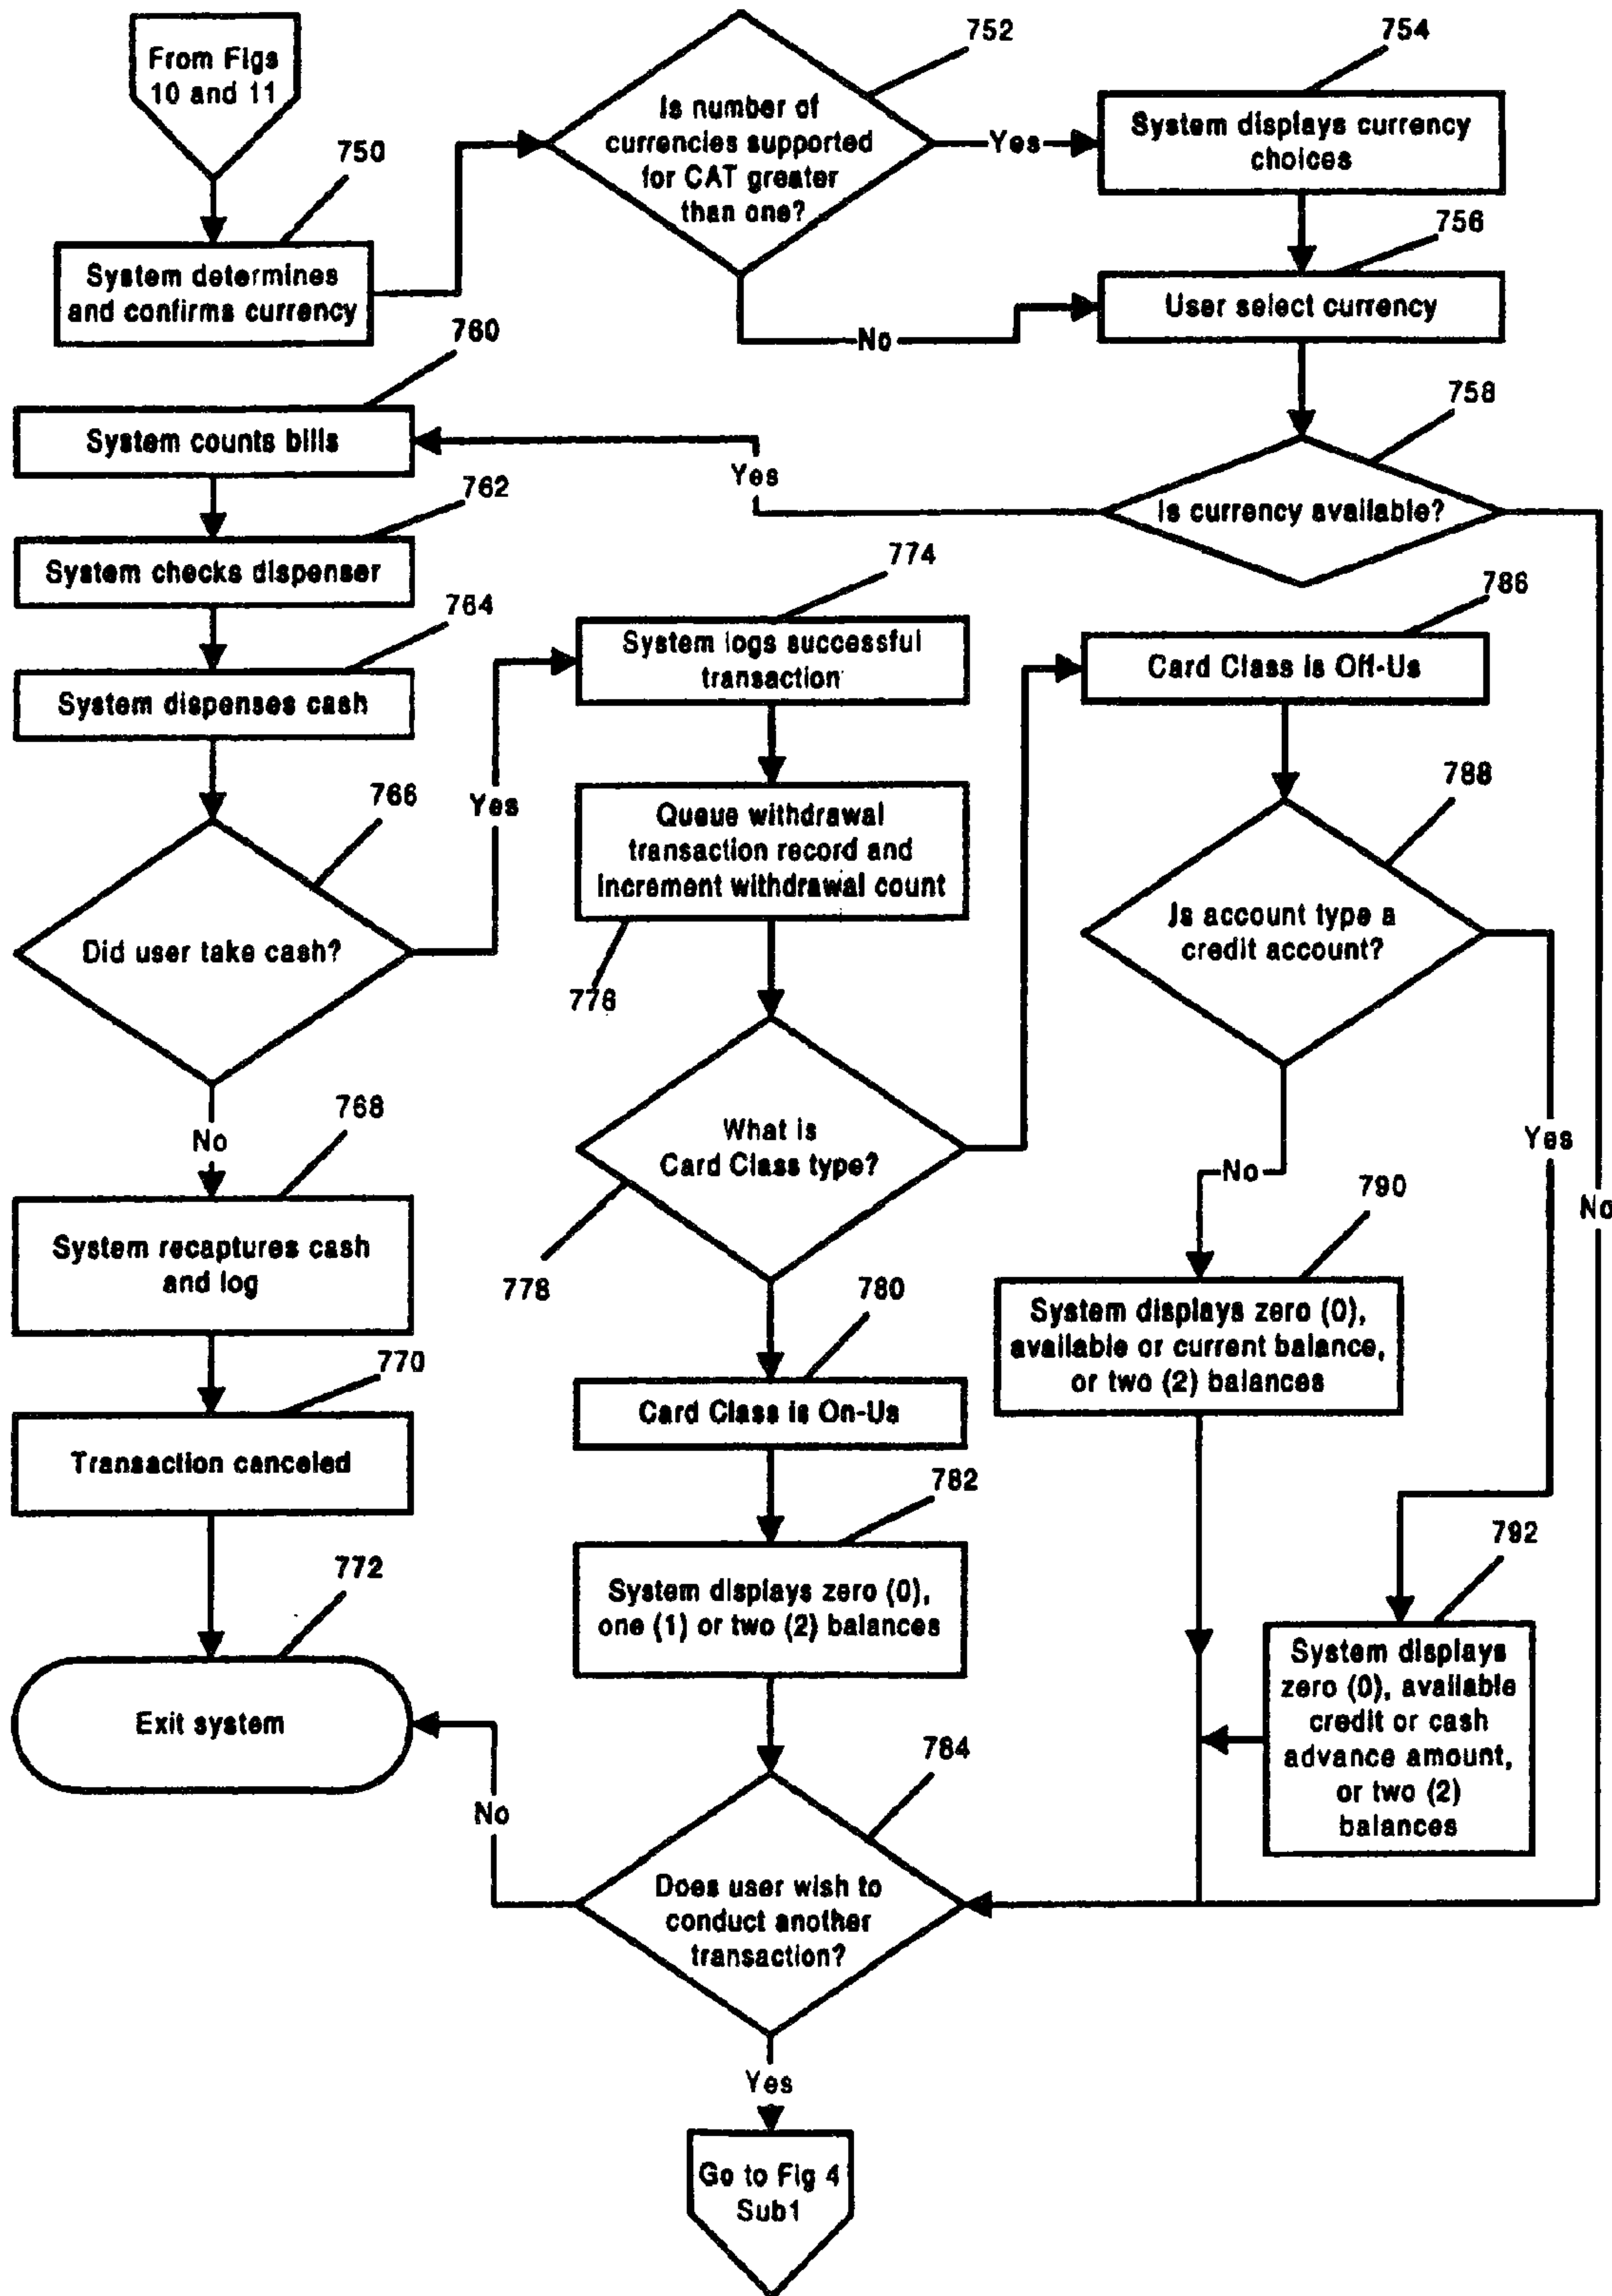 From Figs
10 and 11
750
System determines
and confirms currency
752
Is number of
currencies supported
for CAT greater
than one?
Yes
No
754
System displays currency
choices
756
User select currency
758
Is currency available?
Yes
No
760
System counts bills
762
System checks dispenser
764
System dispenses cash
766
Did user take cash?
Yes
No
768
System recaptures cash
and log
770
Transaction canceled
772
Exit system
774
System logs successful
transaction
Queue withdrawal
transaction record and
increment withdrawal count
776
What is
Card Class type?
778
780
Card Class is On-Us
782
System displays zero (0),
one (1) or two (2) balances
784
Does user wish to
conduct another
transaction?
No
Yes
Go to Fig 4
Sub1
786
Card Class is Off-Us
788
Is account type a
credit account?
No
Yes
790
System displays zero (0),
available or current balance,
or two (2) balances
792
System displays
zero (0), available
credit or cash
advance amount,
or two (2)
balances